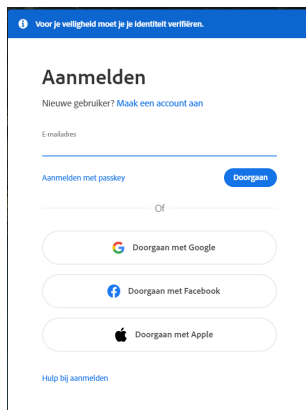 Voor je veiligheid moet je je identiteit verifiëren.
Aanmelden
Nieuwe gebruiker? Maak een account aan
E-mailadres
Aanmelden met passkey
Doorgaan
Of
Doorgaan met Google
Doorgaan met Facebook
Doorgaan met Apple
Hulp bij aanmelden